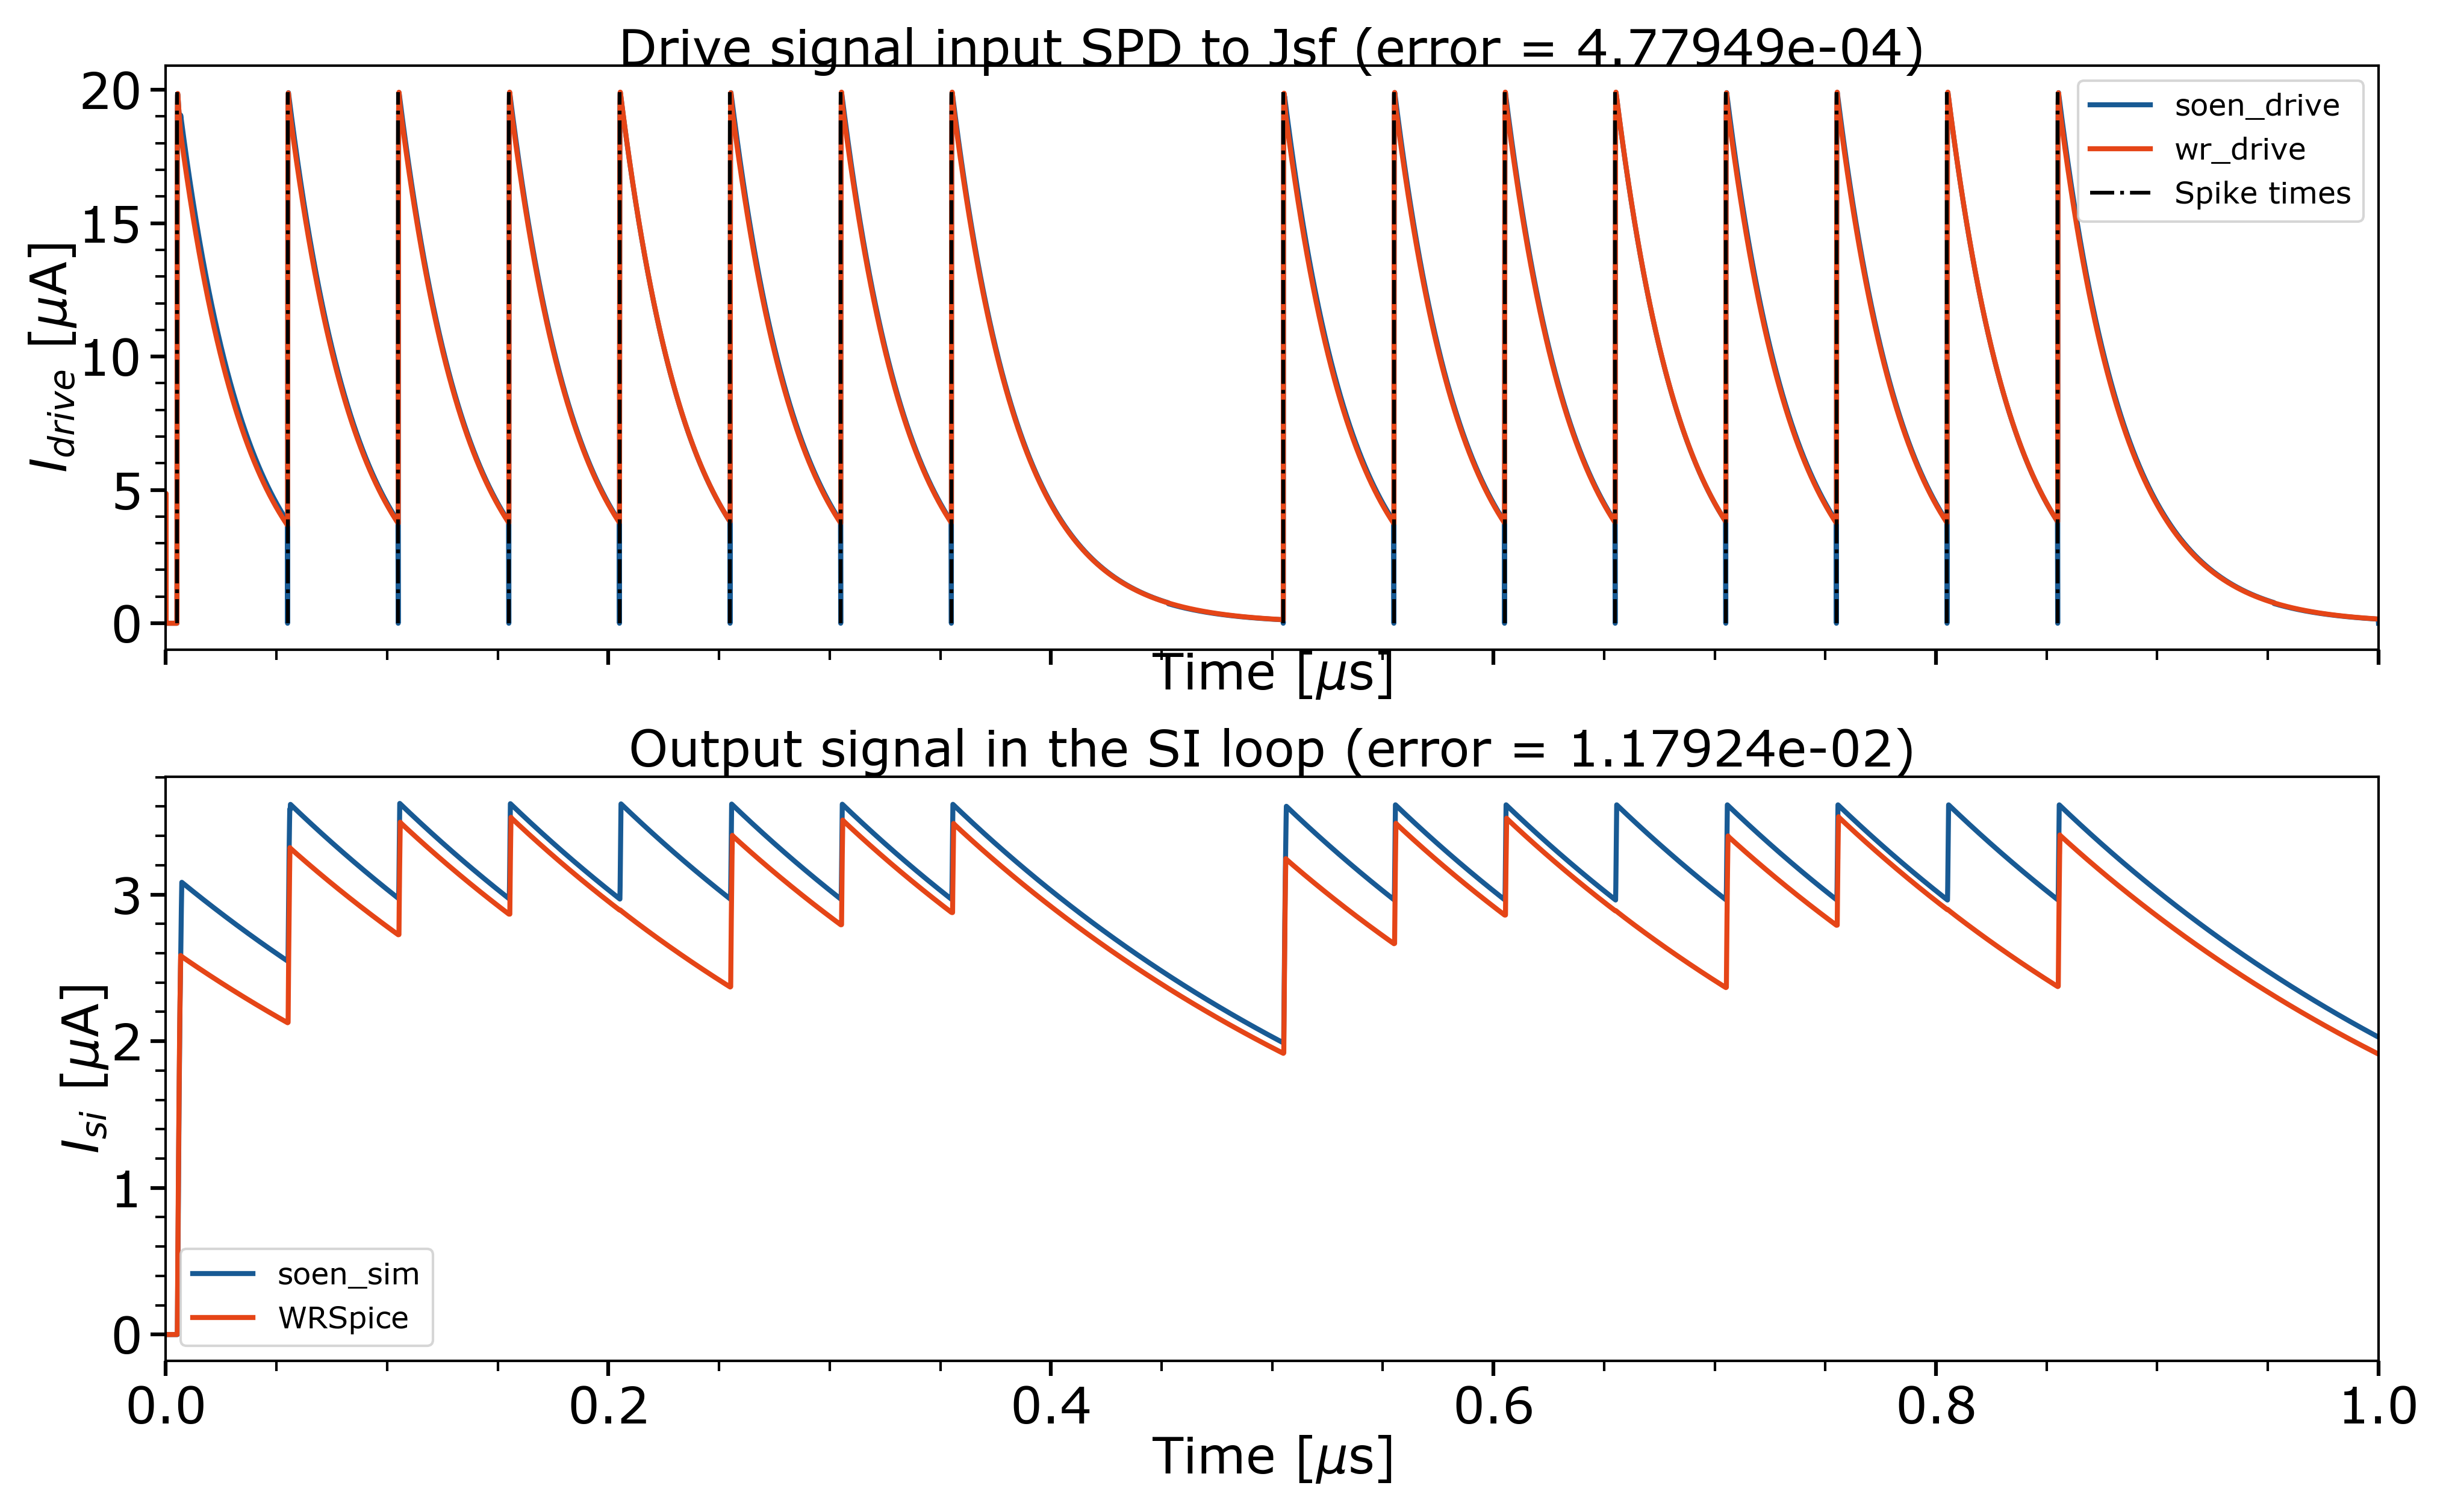 Drive signal input SPD to Jsf (error = 4.77949e-04)
20
15
10
5
0
I_drive [μA]
soen_drive
wr_drive
Spike times
Time [μs]
Output signal in the SI loop (error = 1.17924e-02)
3
2
1
0
I_si [μA]
soen_sim
WRSpice
0.0 0.2 0.4 0.6 0.8 1.0
Time [μs]